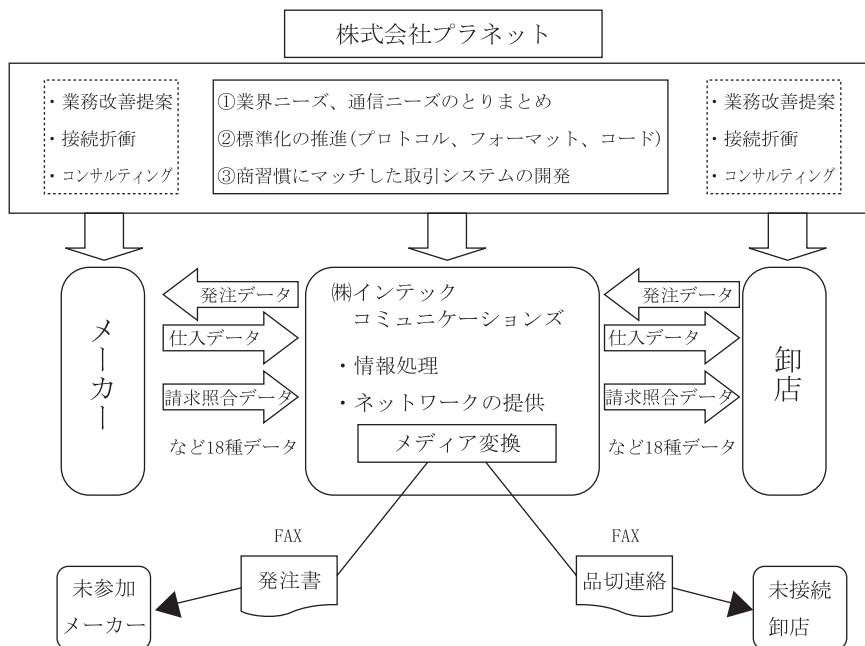 株式会社プラネット
・業務改善提案
・接続折衝
・コンサルティング
①業界ニーズ、通信ニーズのとりまとめ
②標準化の推進(プロトコル、フォーマット、コード)
③商習慣にマッチした取引システムの開発
・業務改善提案
・接続折衝
・コンサルティング
メーカー
発注データ
仕入データ
請求照合データ
など18種データ
㈱インテック
コミュニケーションズ
・情報処理
・ネットワークの提供
メディア変換
発注データ
仕入データ
請求照合データ
など18種データ
卸店
FAX
発注書
FAX
品切連絡
未参加
メーカー
未接続
卸店